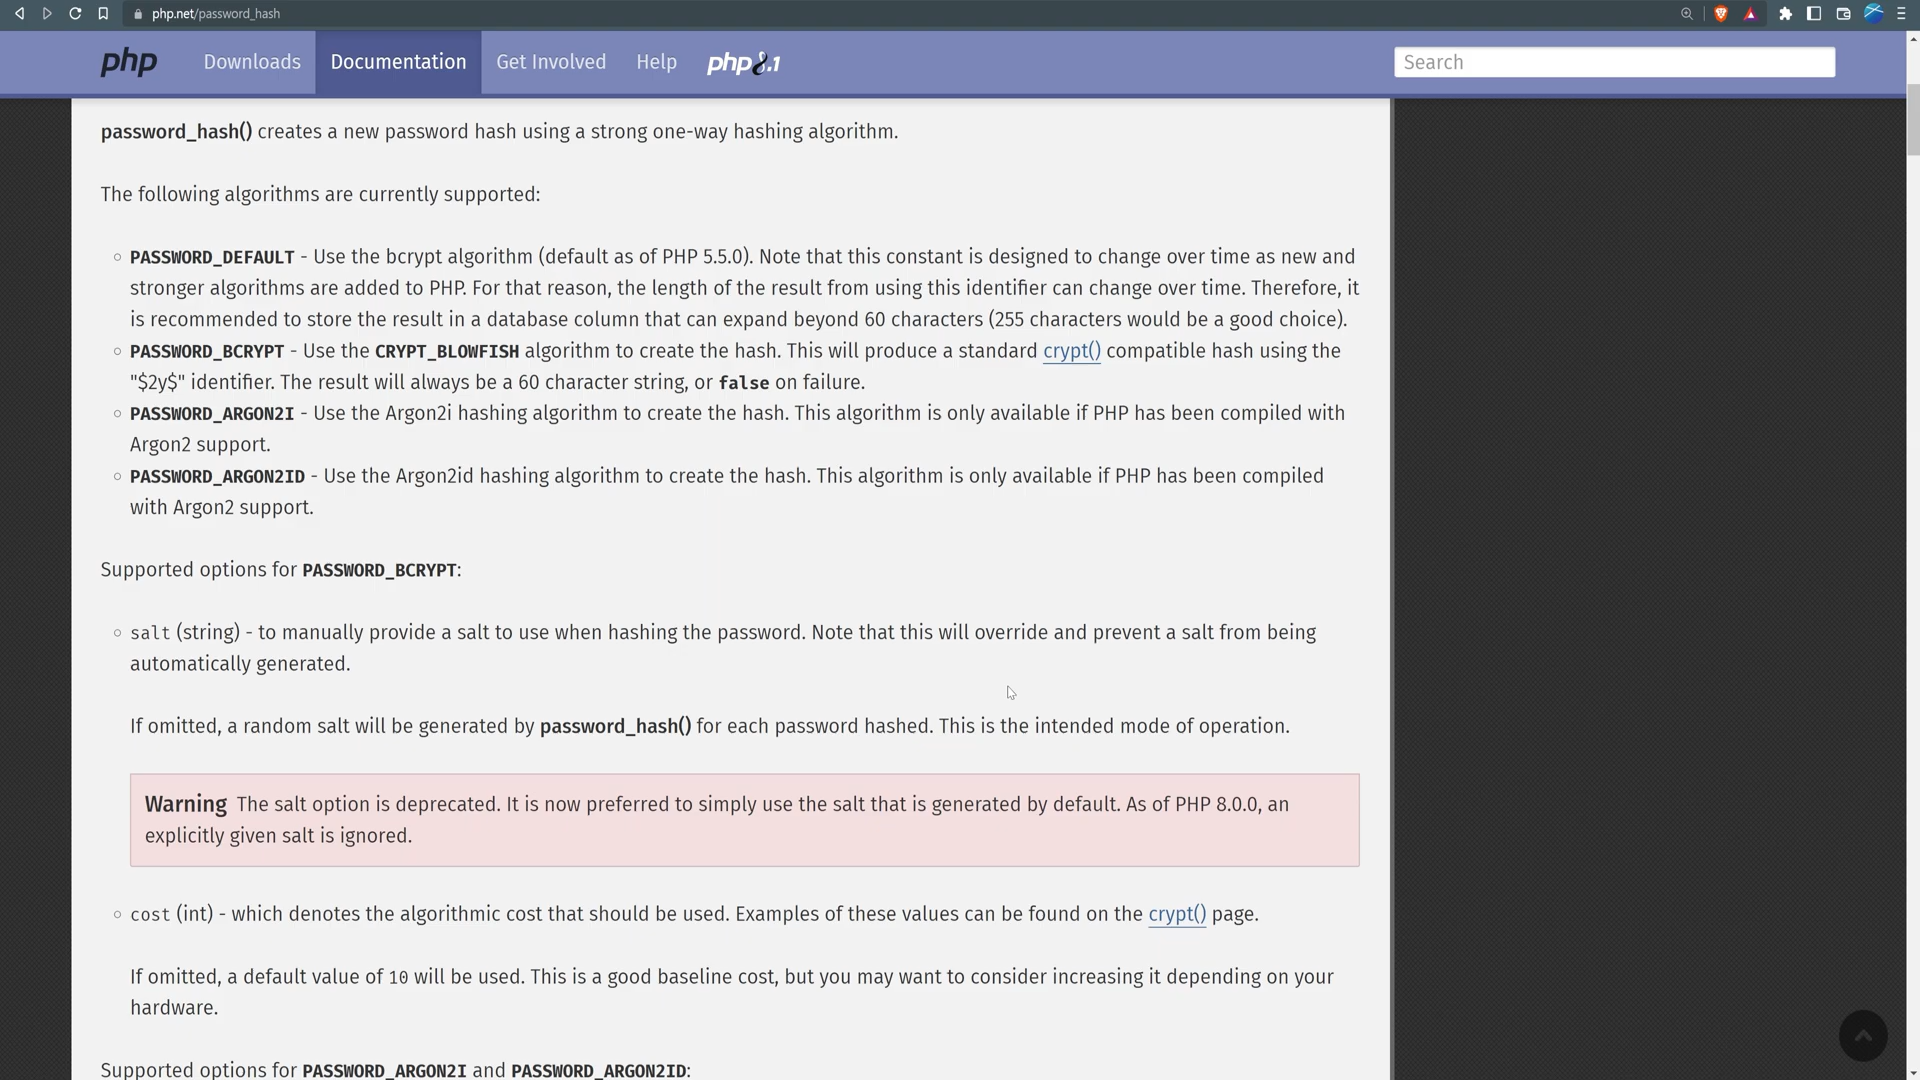 php.net/password_hash
php Downloads Documentation Get Involved Help php8.1 Search
password_hash() creates a new password hash using a strong one-way hashing algorithm.
The following algorithms are currently supported:
PASSWORD_DEFAULT - Use the bcrypt algorithm (default as of PHP 5.5.0). Note that this constant is designed to change over time as new and
stronger algorithms are added to PHP. For that reason, the length of the result from using this identifier can change over time. Therefore, it
is recommended to store the result in a database column that can expand beyond 60 characters (255 characters would be a good choice).
PASSWORD_BCRYPT - Use the CRYPT_BLOWFISH algorithm to create the hash. This will produce a standard crypt() compatible hash using the
"$2y$" identifier. The result will always be a 60 character string, or false on failure.
PASSWORD_ARGON2I - Use the Argon2i hashing algorithm to create the hash. This algorithm is only available if PHP has been compiled with
Argon2 support.
PASSWORD_ARGON2ID - Use the Argon2id hashing algorithm to create the hash. This algorithm is only available if PHP has been compiled
with Argon2 support.
Supported options for PASSWORD_BCRYPT:
salt (string) - to manually provide a salt to use when hashing the password. Note that this will override and prevent a salt from being
automatically generated.
If omitted, a random salt will be generated by password_hash() for each password hashed. This is the intended mode of operation.
Warning The salt option is deprecated. It is now preferred to simply use the salt that is generated by default. As of PHP 8.0.0, an
explicitly given salt is ignored.
cost (int) - which denotes the algorithmic cost that should be used. Examples of these values can be found on the crypt() page.
If omitted, a default value of 10 will be used. This is a good baseline cost, but you may want to consider increasing it depending on your
hardware.
Supported options for PASSWORD_ARGON2I and PASSWORD_ARGON2ID: